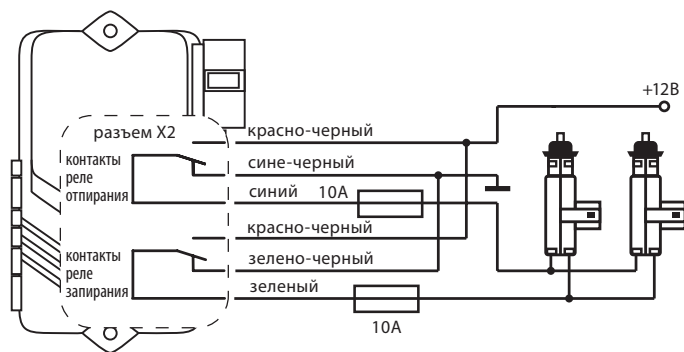 +12В
разъем X2
красно-черный
контакты
реле
отпирания
сине-черный
синий
10А
красно-черный
контакты
реле
запирания
зелено-черный
зеленый
10А